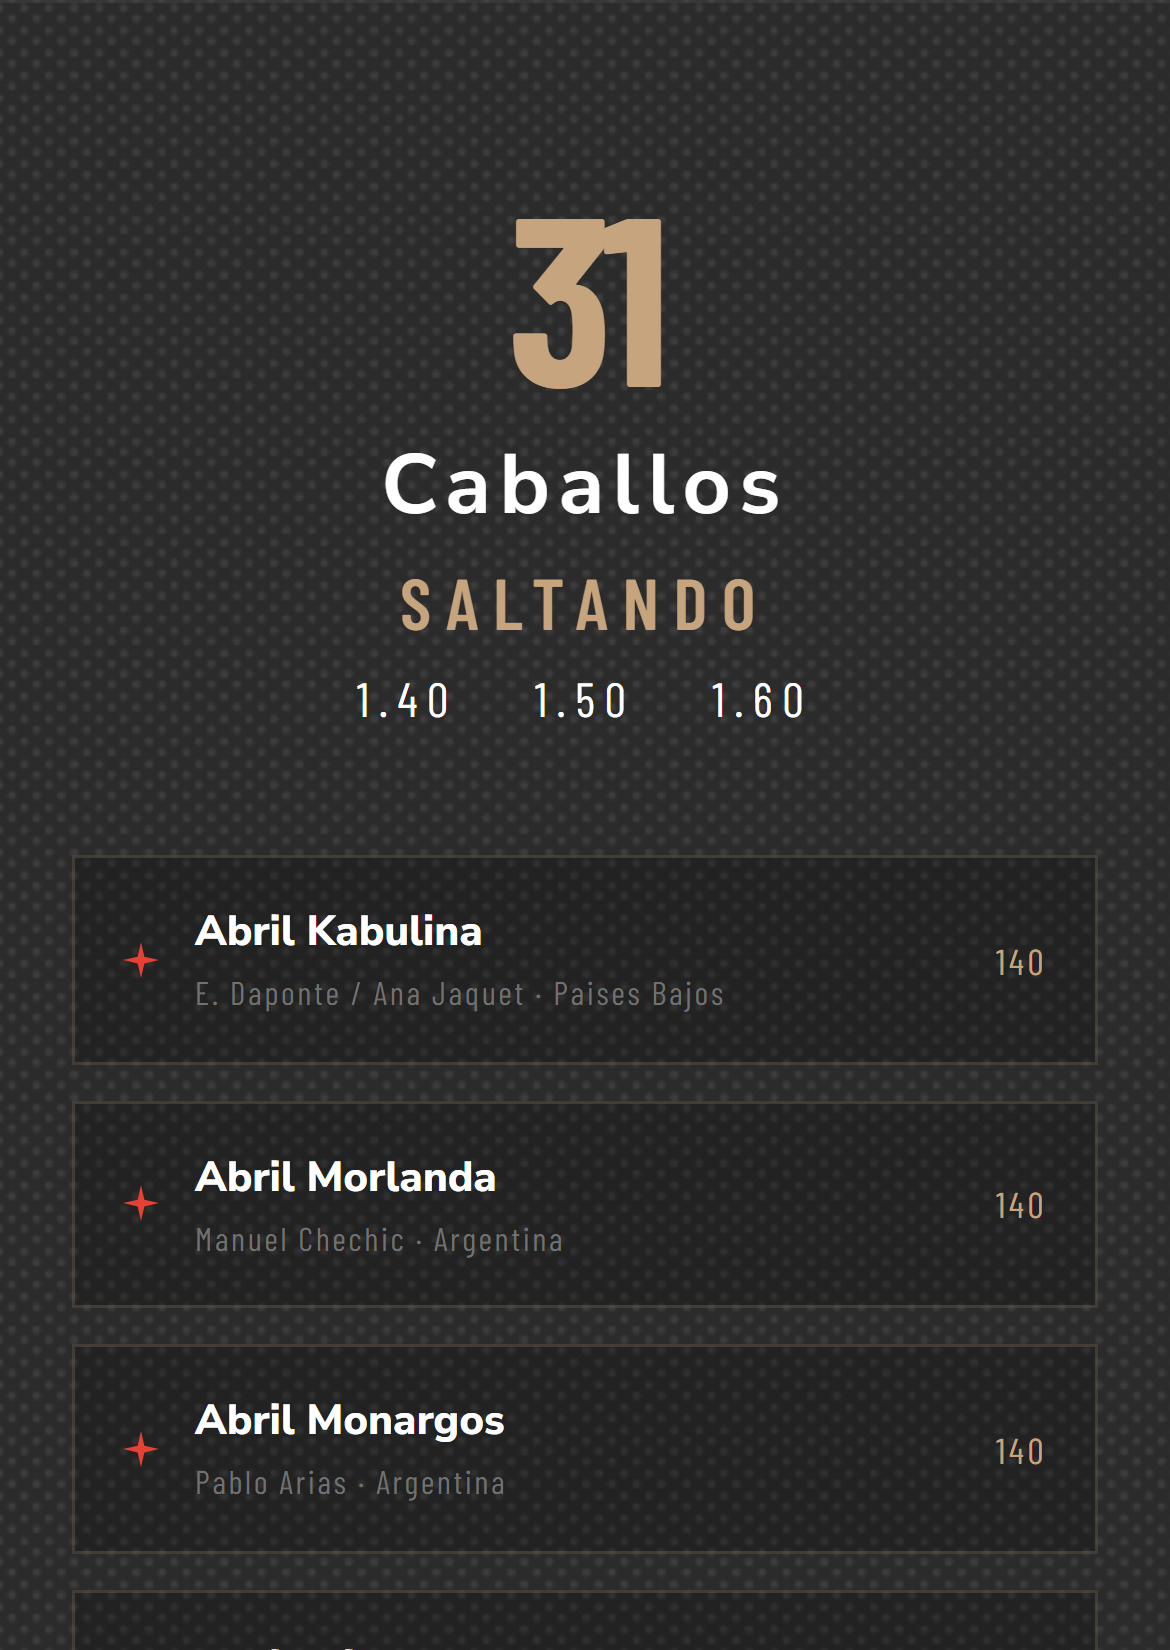 31
Caballos
SALTANDO
1.40 1.50 1.60
Abril Kabulina
E. Daponte / Ana Jaquet · Paises Bajos
140
Abril Morlanda
Manuel Chechic · Argentina
140
Abril Monargos
Pablo Arias · Argentina
140